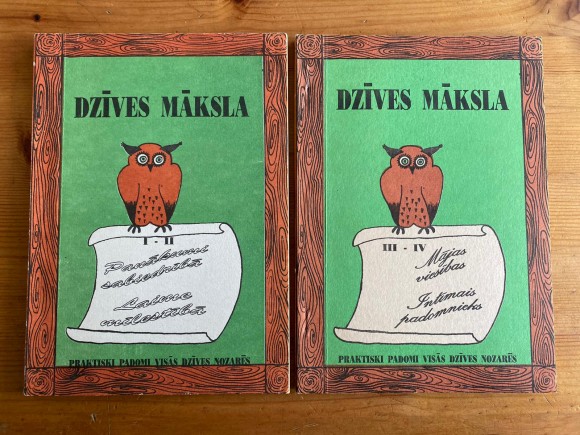 DZĪVES MĀKSLA
I - II
Panākumi
sabiedrībā
Laime
mīlestībā
PRAKTISKI PADOMI VISĀS DZĪVES NOZARĒS
DZĪVES MĀKSLA
III - IV
Mājas
viesības
Intīmais
padomnieks
PRAKTISKI PADOMI VISĀS DZĪVES NOZARĒS